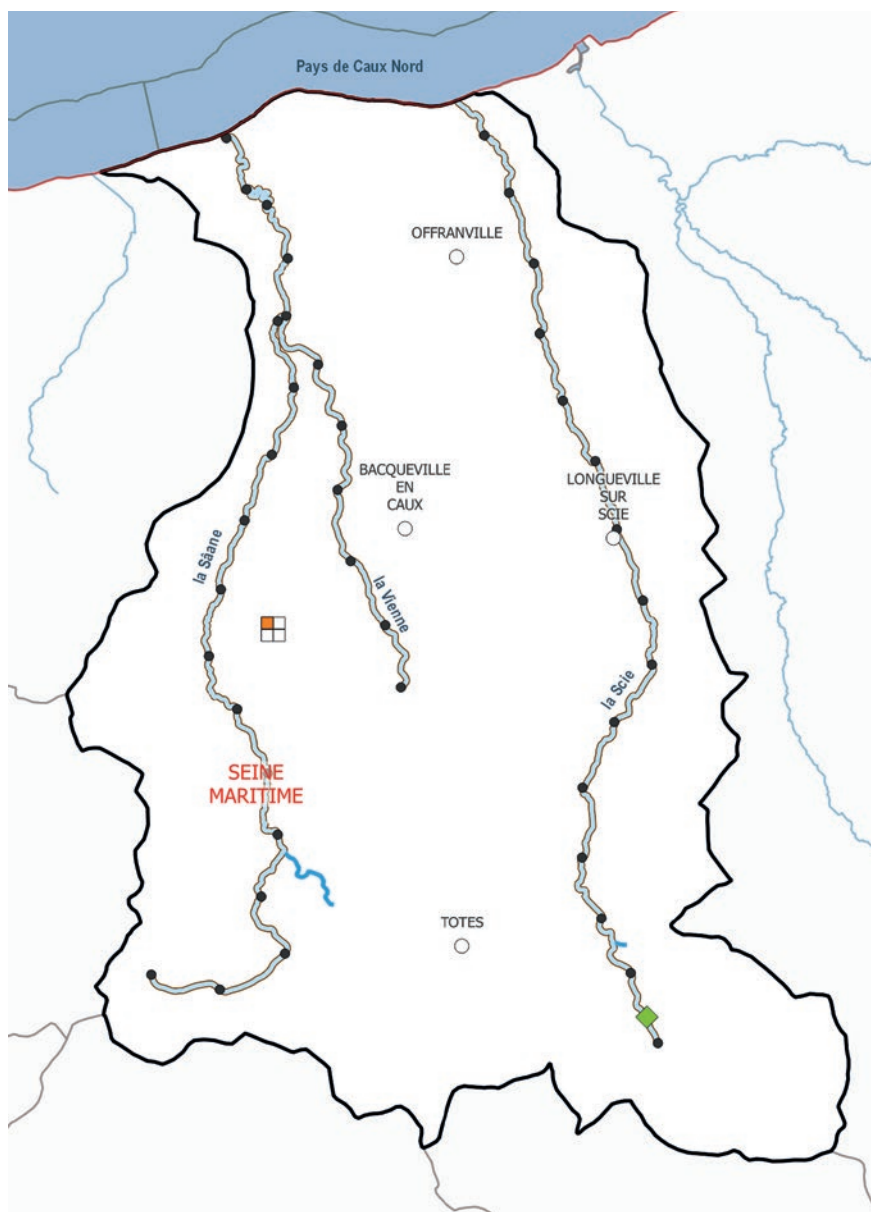 Pays de Caux Nord
OFFRANVILLE
BACQUEVILLE
EN
CAUX
LONGUEVILLE
SUR
SCIE
la Sâane
la Vienne
la Scie
SEINE
MARITIME
TOTES